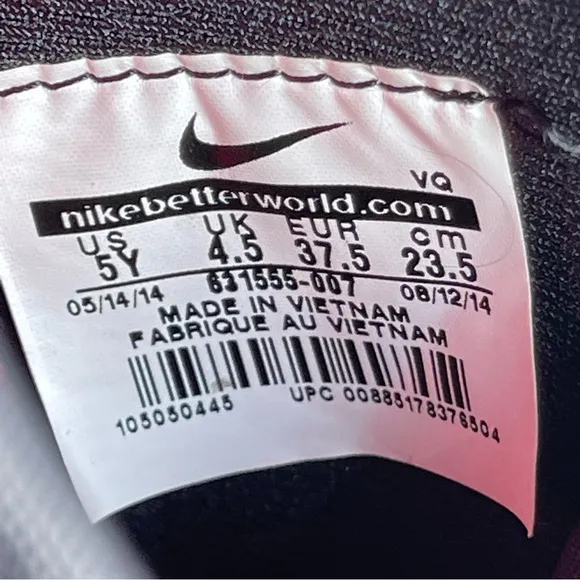 VQ
nikebetterworld.com
US UK EUR cm
5Y 4.5 37.5 23.5
05/14/14 631555-007 08/12/14
MADE IN VIETNAM
FABRIQUE AU VIETNAM
105050445 UPC 00885178376504